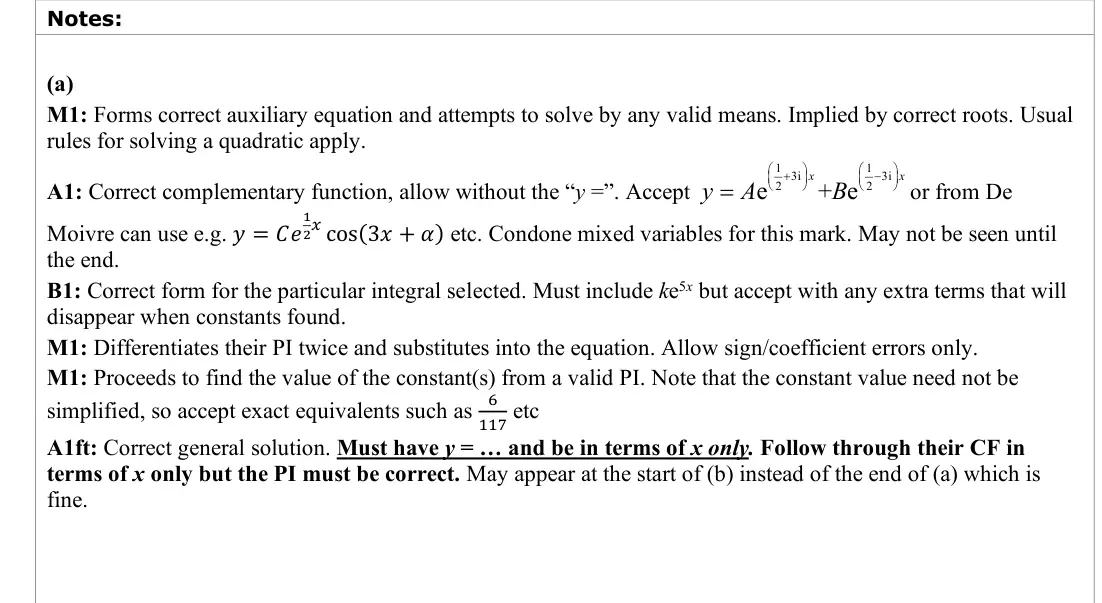 Notes:
(a)
M1: Forms correct auxiliary equation and attempts to solve by any valid means. Implied by correct roots. Usual
rules for solving a quadratic apply.
A1: Correct complementary function, allow without the “y =”. Accept y = Ae^{(1/2+3i)x}+Be^{(1/2−3i)x} or from De
Moivre can use e.g. y = Ce^{1/2x} cos(3x + α) etc. Condone mixed variables for this mark. May not be seen until
the end.
B1: Correct form for the particular integral selected. Must include ke^{5x} but accept with any extra terms that will
disappear when constants found.
M1: Differentiates their PI twice and substitutes into the equation. Allow sign/coefficient errors only.
M1: Proceeds to find the value of the constant(s) from a valid PI. Note that the constant value need not be
simplified, so accept exact equivalents such as 6/117 etc
A1ft: Correct general solution. Must have y = … and be in terms of x only. Follow through their CF in
terms of x only but the PI must be correct. May appear at the start of (b) instead of the end of (a) which is
fine.